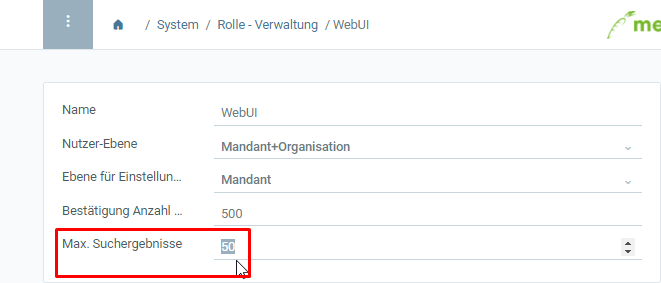 / System / Rolle - Verwaltung / WebUI
me
Name WebUI
Nutzer-Ebene Mandant+Organisation
Ebene für Einstellun... Mandant
Bestätigung Anzahl ... 500
Max. Suchergebnisse 50